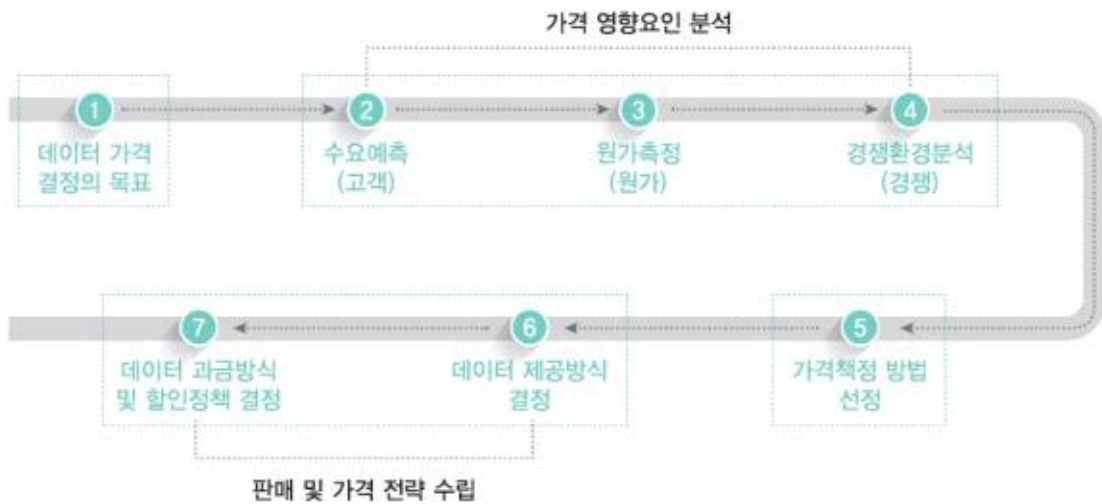 가격 영향요인 분석
1
데이터 가격
결정의 목표
2
수요예측
(고객)
3
원가측정
(원가)
4
경쟁환경분석
(경쟁)
5
가격책정 방법
선정
6
데이터 제공방식
결정
7
데이터 과금방식
및 할인정책 결정
판매 및 가격 전략 수립